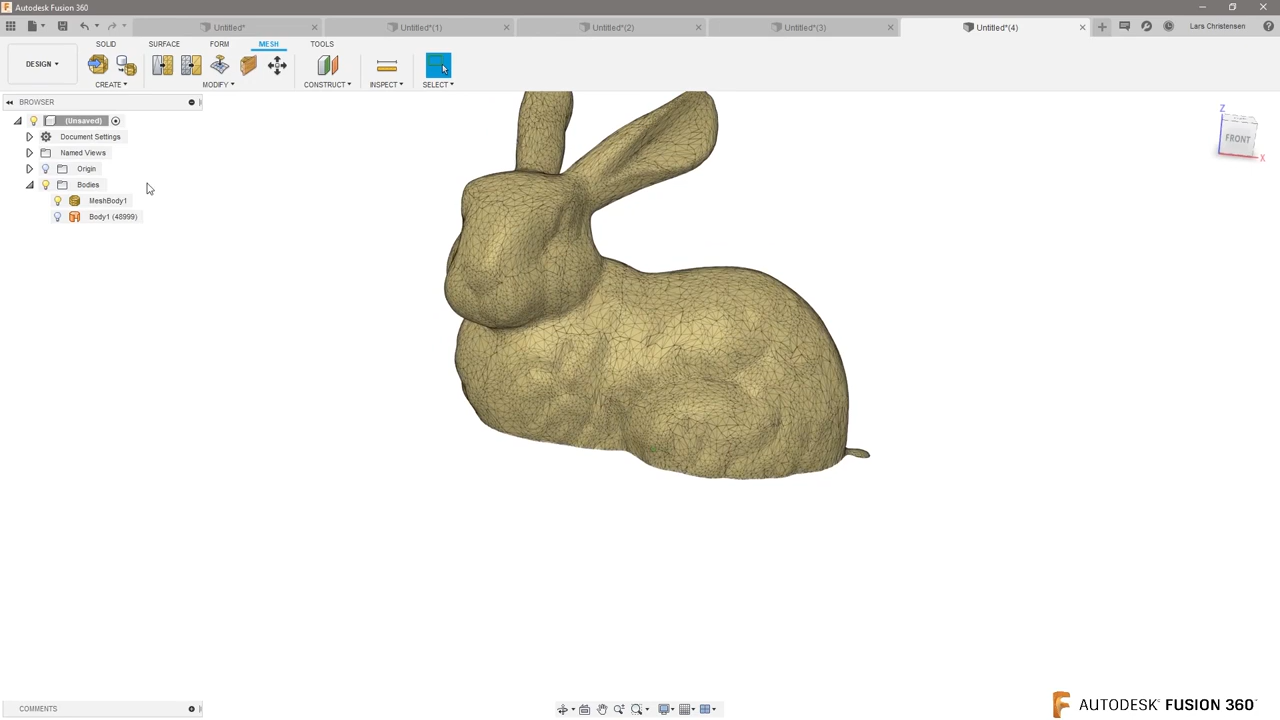 Autodesk Fusion 360
Untitled* Untitled*(1) Untitled*(2) Untitled*(3) Untitled*(4) Lars Christensen
SOLID SURFACE FORM MESH TOOLS
DESIGN
CREATE MODIFY CONSTRUCT INSPECT SELECT
BROWSER
(Unsaved)
Document Settings
Named Views
Origin
Bodies
MeshBody1
Body1 (48999)
Z
FRONT
X
COMMENTS
AUTODESK® FUSION 360™